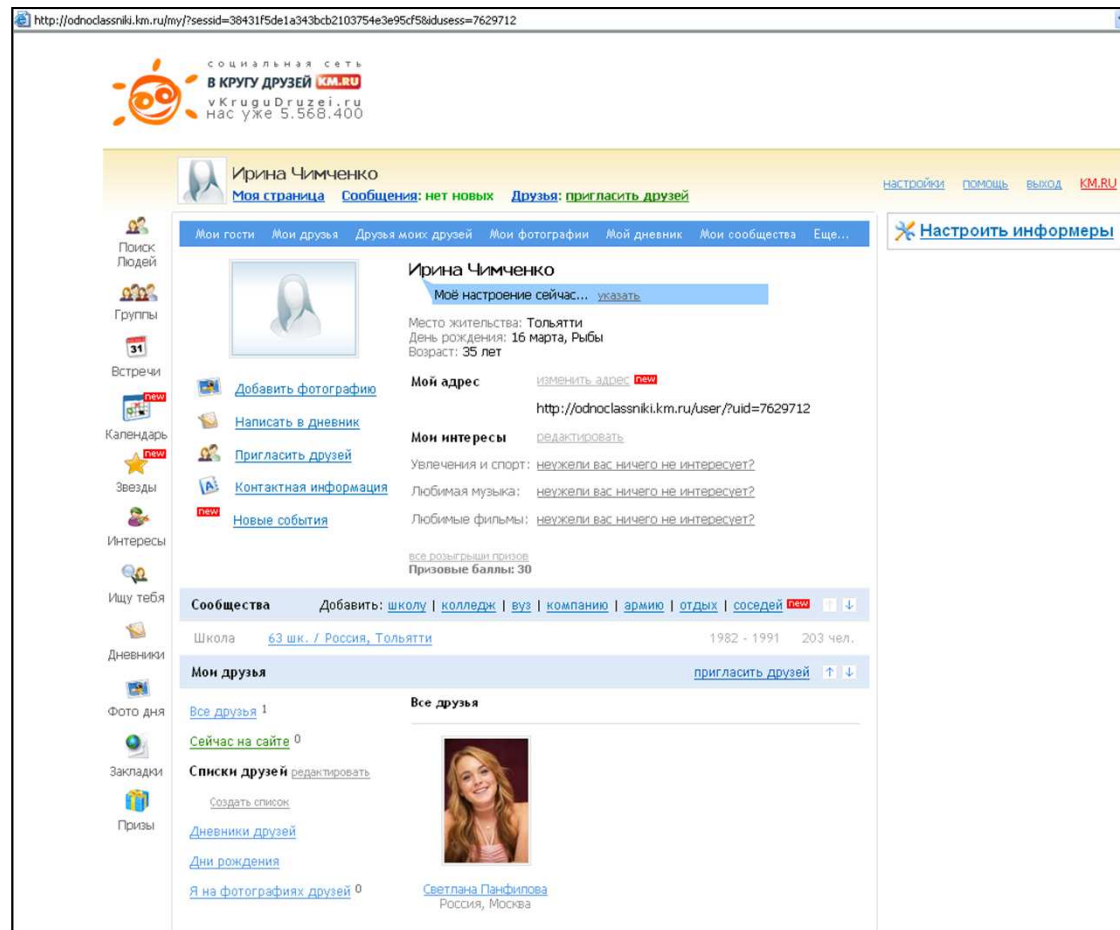 http://odnoclassniki.km.ru/my/?sessid=38431f5de1a343bcb2103754e3e95cf5&idusess=7629712
социальная сеть
В КРУГУ ДРУЗЕЙ KM.RU
vKruguDruzei.ru
нас уже 5.568.400
Ирина Чимченко
Моя страница Сообщения: нет новых Друзья: пригласить друзей
настройки помощь выход KM.RU
Поиск
Людей
Группы
31
Встречи
new
Календарь
new
Звезды
Интересы
Ищу тебя
Дневники
Фото дня
Закладки
Призы
Мои гости Мои друзья Друзья моих друзей Мои фотографии Мой дневник Мои сообщества Еще...
Настроить информеры
Ирина Чимченко
Моё настроение сейчас... указать
Место жительства: Тольятти
День рождения: 16 марта, Рыбы
Возраст: 35 лет
Добавить фотографию
Написать в дневник
Пригласить друзей
Контактная информация
new Новые события
Мой адрес изменить адрес new
http://odnoclassniki.km.ru/user/?uid=7629712
Мои интересы редактировать
Увлечения и спорт: неужели вас ничего не интересует?
Любимая музыка: неужели вас ничего не интересует?
Любимые фильмы: неужели вас ничего не интересует?
все розыгрыши призов
Призовые баллы: 30
Сообщества Добавить: школу | колледж | вуз | компанию | армию | отдых | соседей new
Школа 63 шк. / Россия, Тольятти 1982 - 1991 203 чел.
Мои друзья пригласить друзей
Все друзья 1
Сейчас на сайте 0
Списки друзей редактировать
Создать список
Дневники друзей
Дни рождения
Я на фотографиях друзей 0
Все друзья
Светлана Панфилова
Россия, Москва